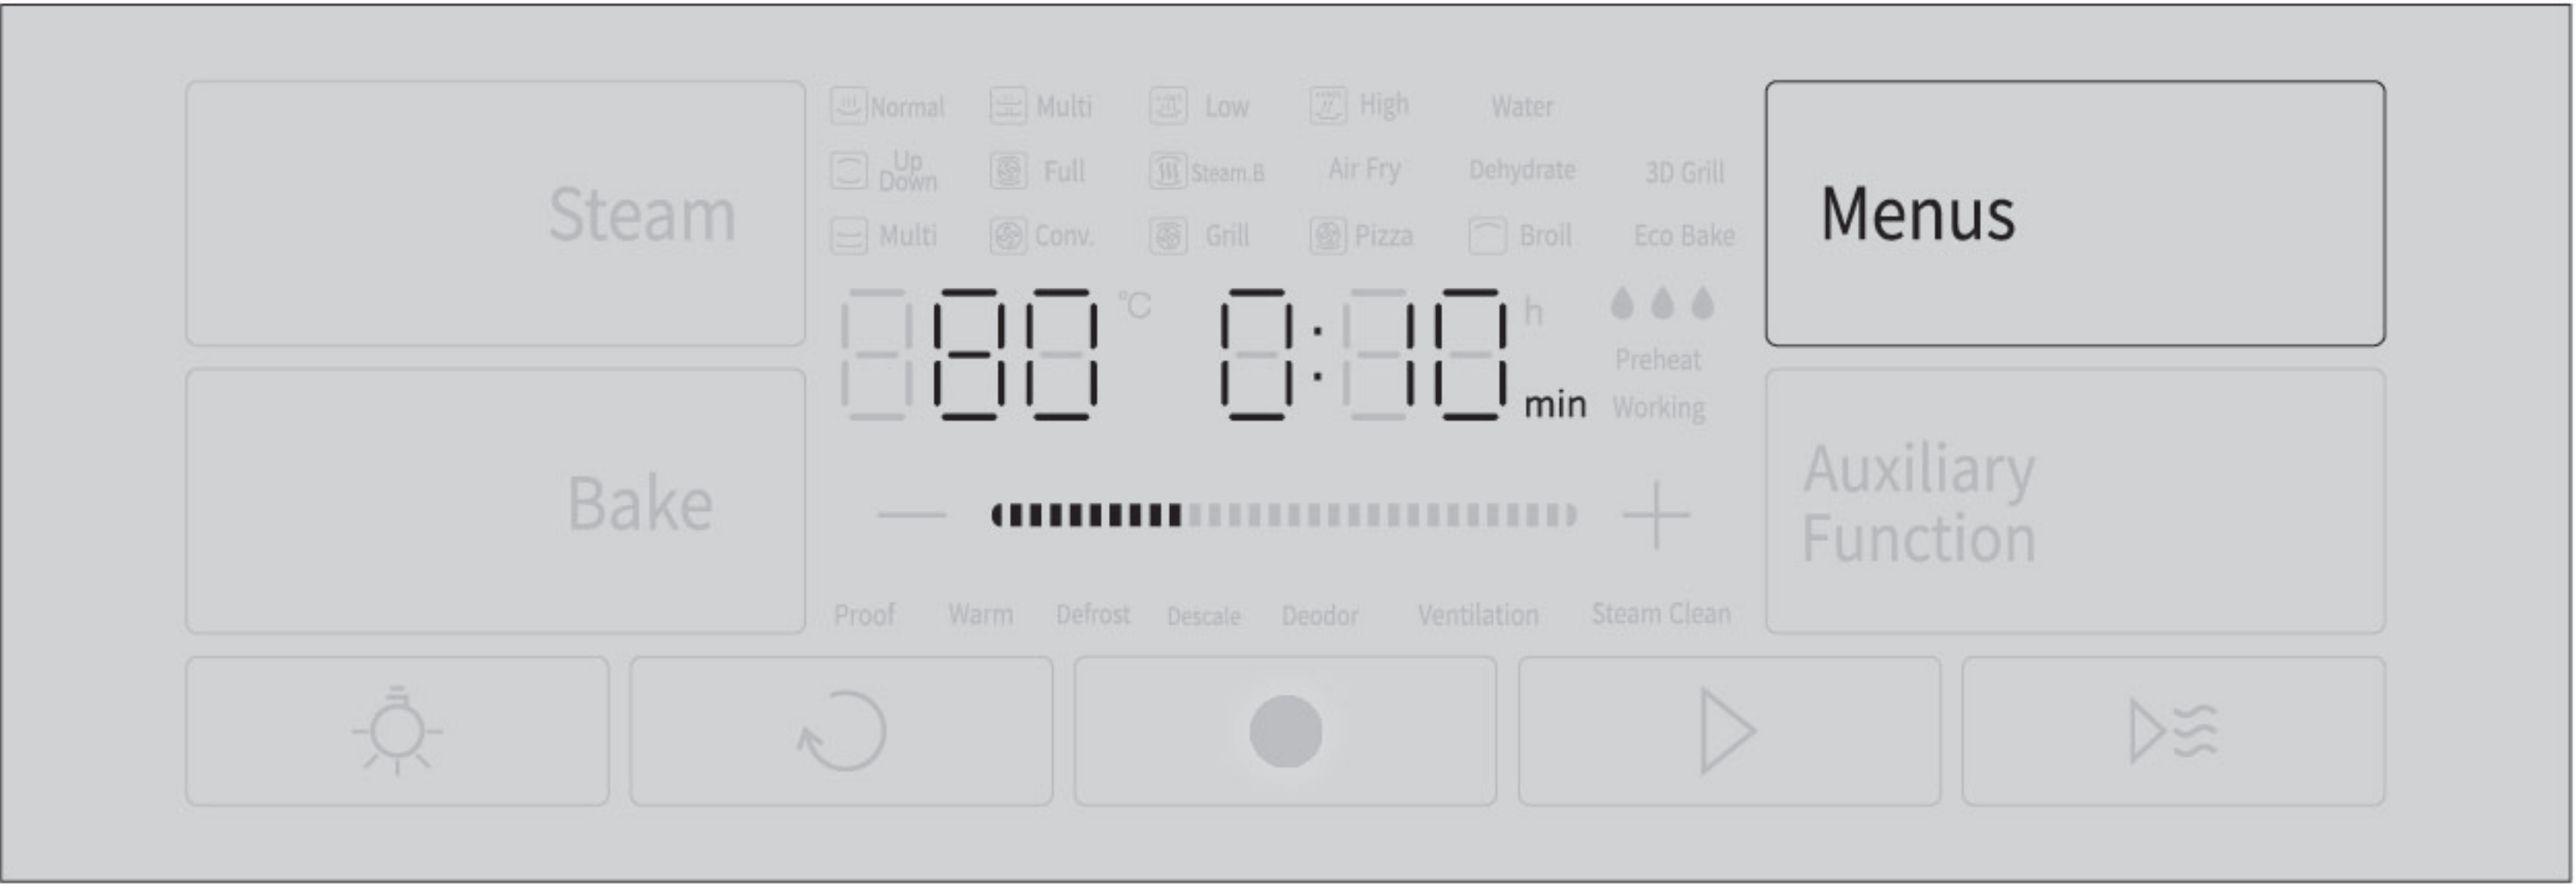 Normal Multi Low High Water
Up Down Full Steam.B Air Fry Dehydrate 3D Grill
Multi Conv. Grill Pizza Broil Eco Bake
Steam
Menus
80 °C 0:10 h min
Preheat
Working
Bake
Auxiliary
Function
Proof Warm Defrost Descale Deodor Ventilation Steam Clean